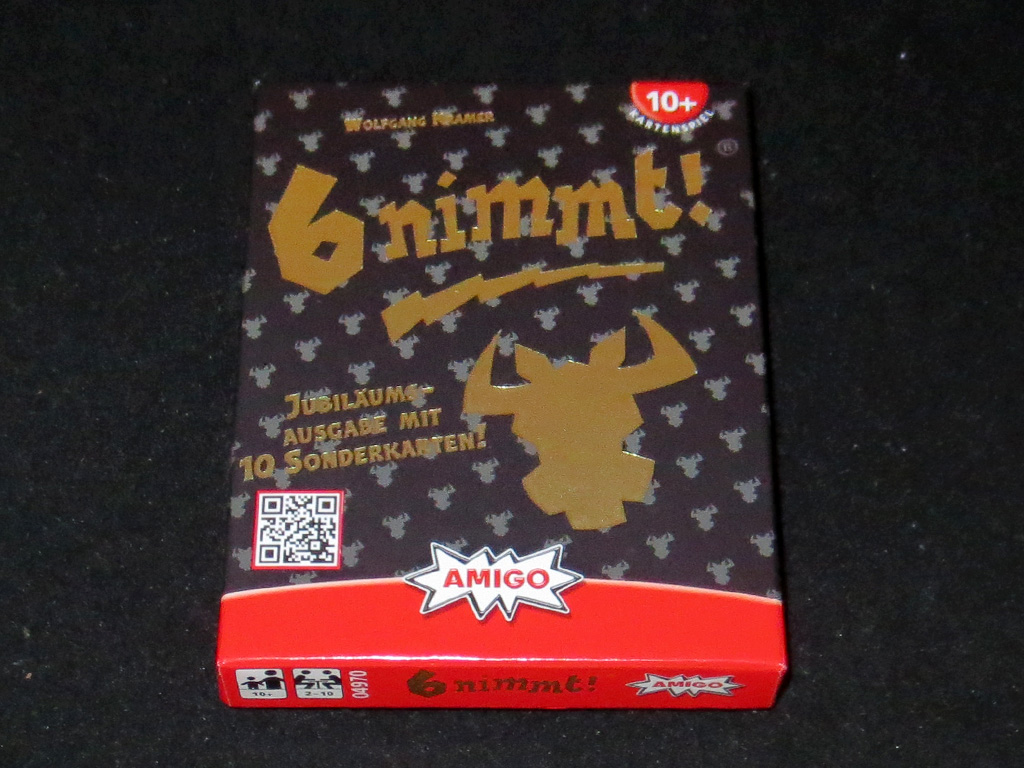 Wolfgang Kramer
10+
KARTENSPIEL
6 nimmt!
®
Jubiläums-
ausgabe mit
10 Sonderkarten!
AMIGO
10+
2-10
04970
6 nimmt!
AMIGO